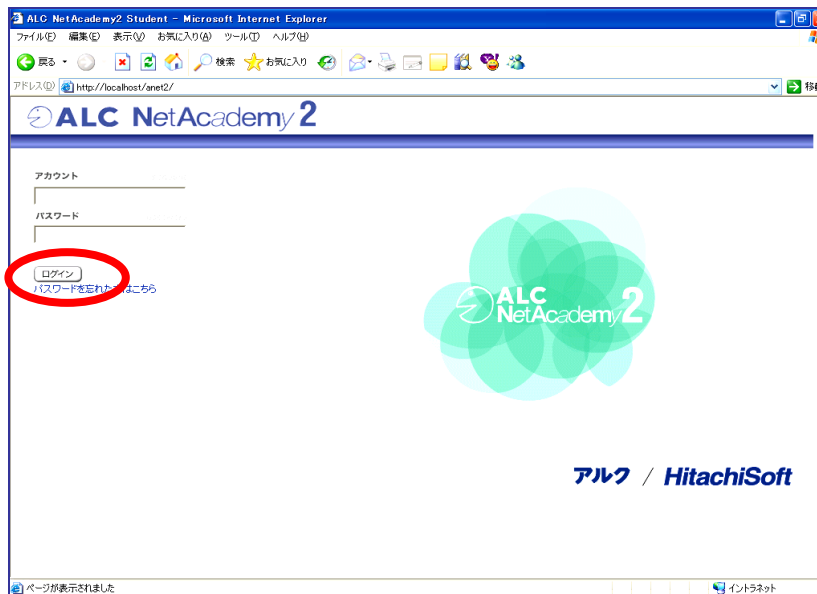 ALC NetAcademy2 Student - Microsoft Internet Explorer
ファイル(F) 編集(E) 表示(V) お気に入り(A) ツール(T) ヘルプ(H)
戻る 検索 お気に入り
アドレス(D) http://localhost/anet2/ 移動
ALC NetAcademy 2
アカウント
パスワード
ログイン
パスワードを忘れた方はこちら
ALC
NetAcademy 2
アルク / HitachiSoft
ページが表示されました イントラネット